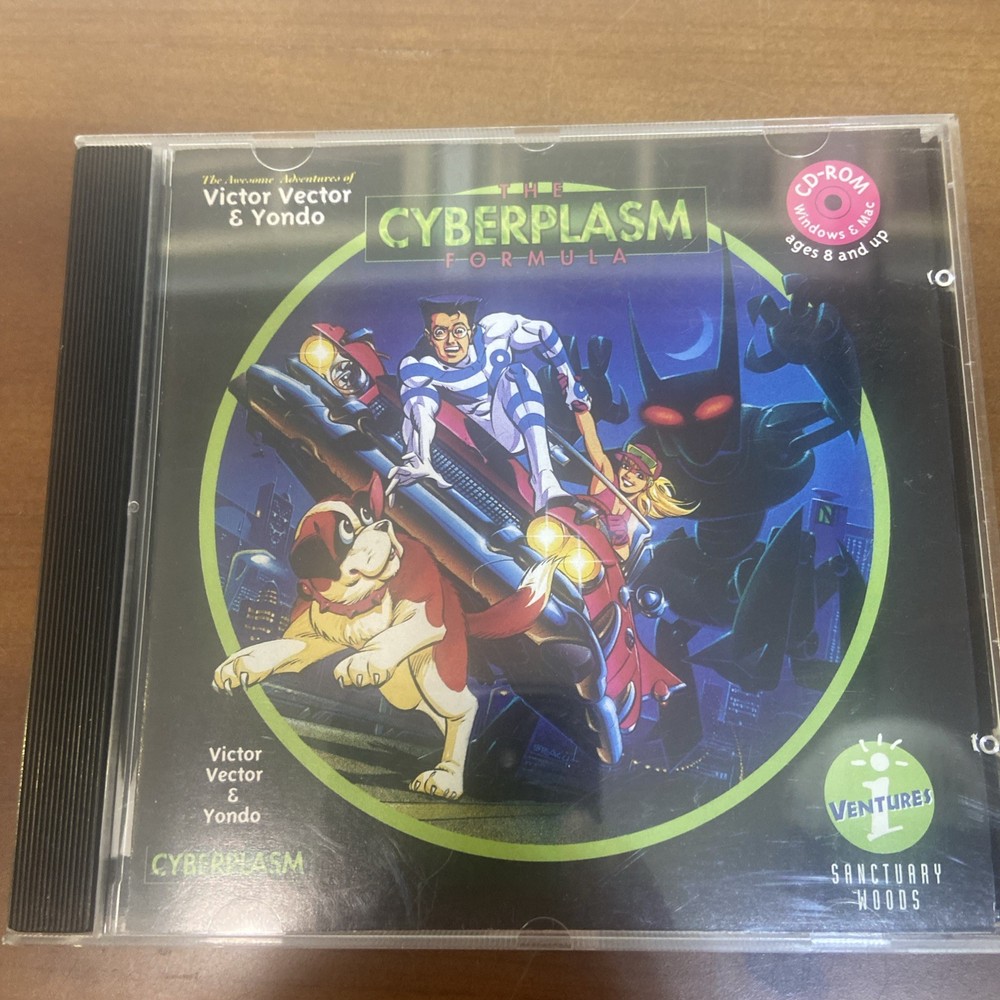 The Awesome Adventures of
Victor Vector
& Yondo
THE
CYBERPLASM
FORMULA
CD-ROM
Windows & Mac
ages 8 and up
N
Victor
Vector
&
Yondo
CYBERPLASM
i
VENTURES
SANCTUARY
WOODS